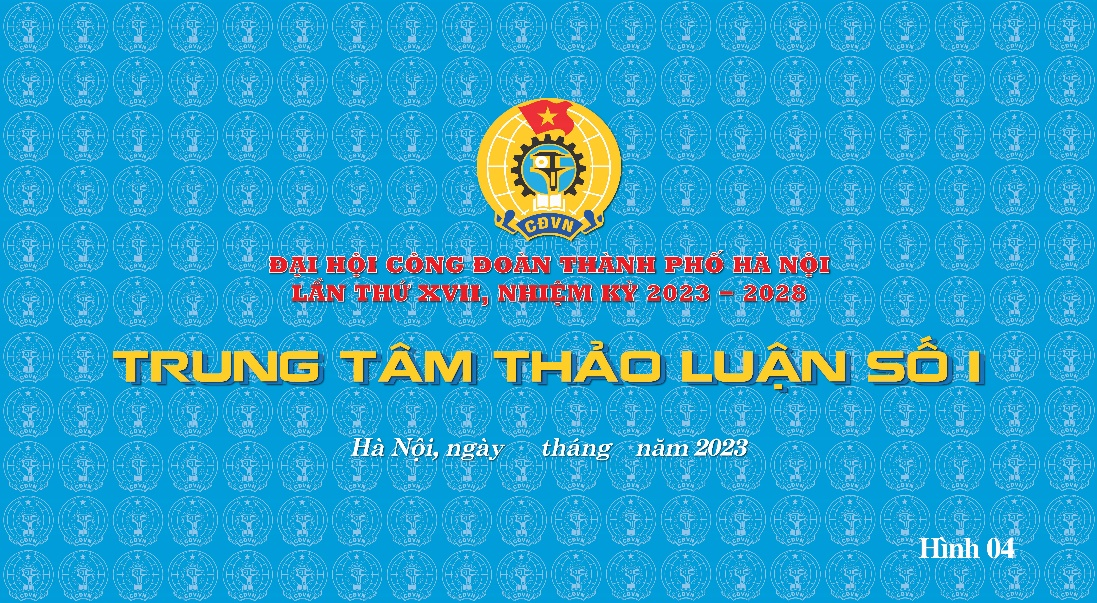 CĐVN
ĐẠI HỘI CÔNG ĐOÀN THÀNH PHỐ HÀ NỘI
LẦN THỨ XVII, NHIỆM KỲ 2023 – 2028
TRUNG TÂM THẢO LUẬN SỐ I
Hà Nội, ngày tháng năm 2023
Hình 04